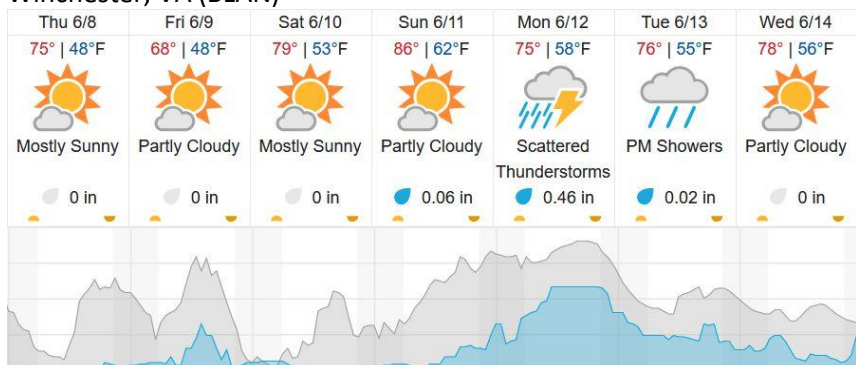 Winchester, VA (BLAN)
Thu 6/8 Fri 6/9 Sat 6/10 Sun 6/11 Mon 6/12 Tue 6/13 Wed 6/14
75° | 48°F 68° | 48°F 79° | 53°F 86° | 62°F 75° | 58°F 76° | 55°F 78° | 56°F
Mostly Sunny Partly Cloudy Mostly Sunny Partly Cloudy Scattered PM Showers Partly Cloudy
Thunderstorms
0 in 0 in 0 in 0.06 in 0.46 in 0.02 in 0 in